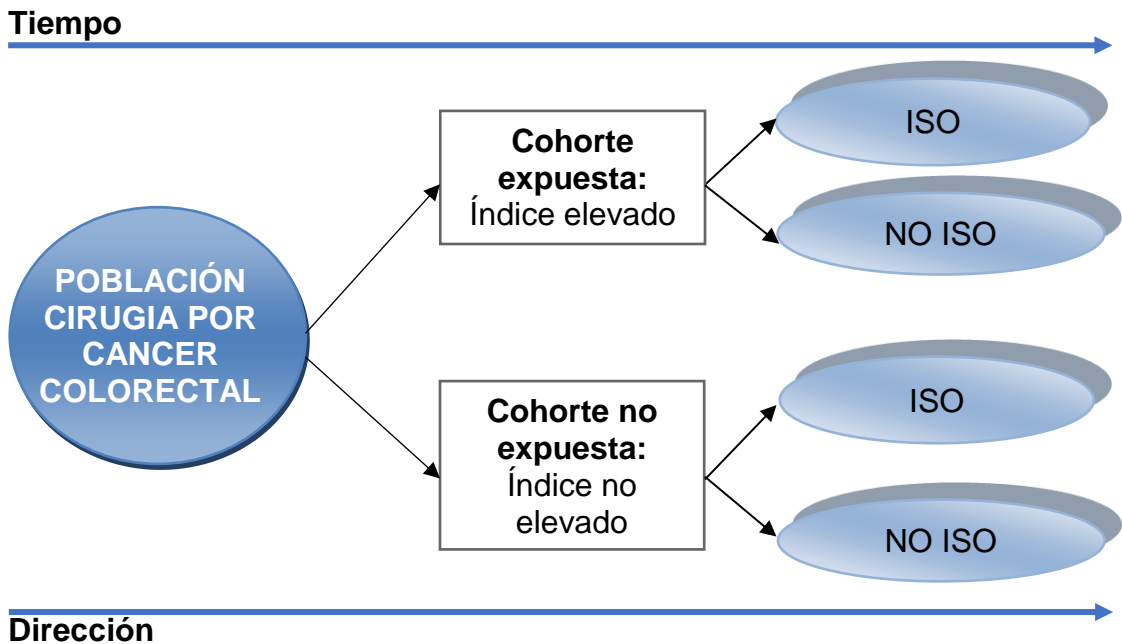 Tiempo
Cohorte
expuesta:
Índice elevado
ISO
NO ISO
POBLACIÓN
CIRUGIA POR
CANCER
COLORECTAL
Cohorte no
expuesta:
Índice no
elevado
ISO
NO ISO
Dirección